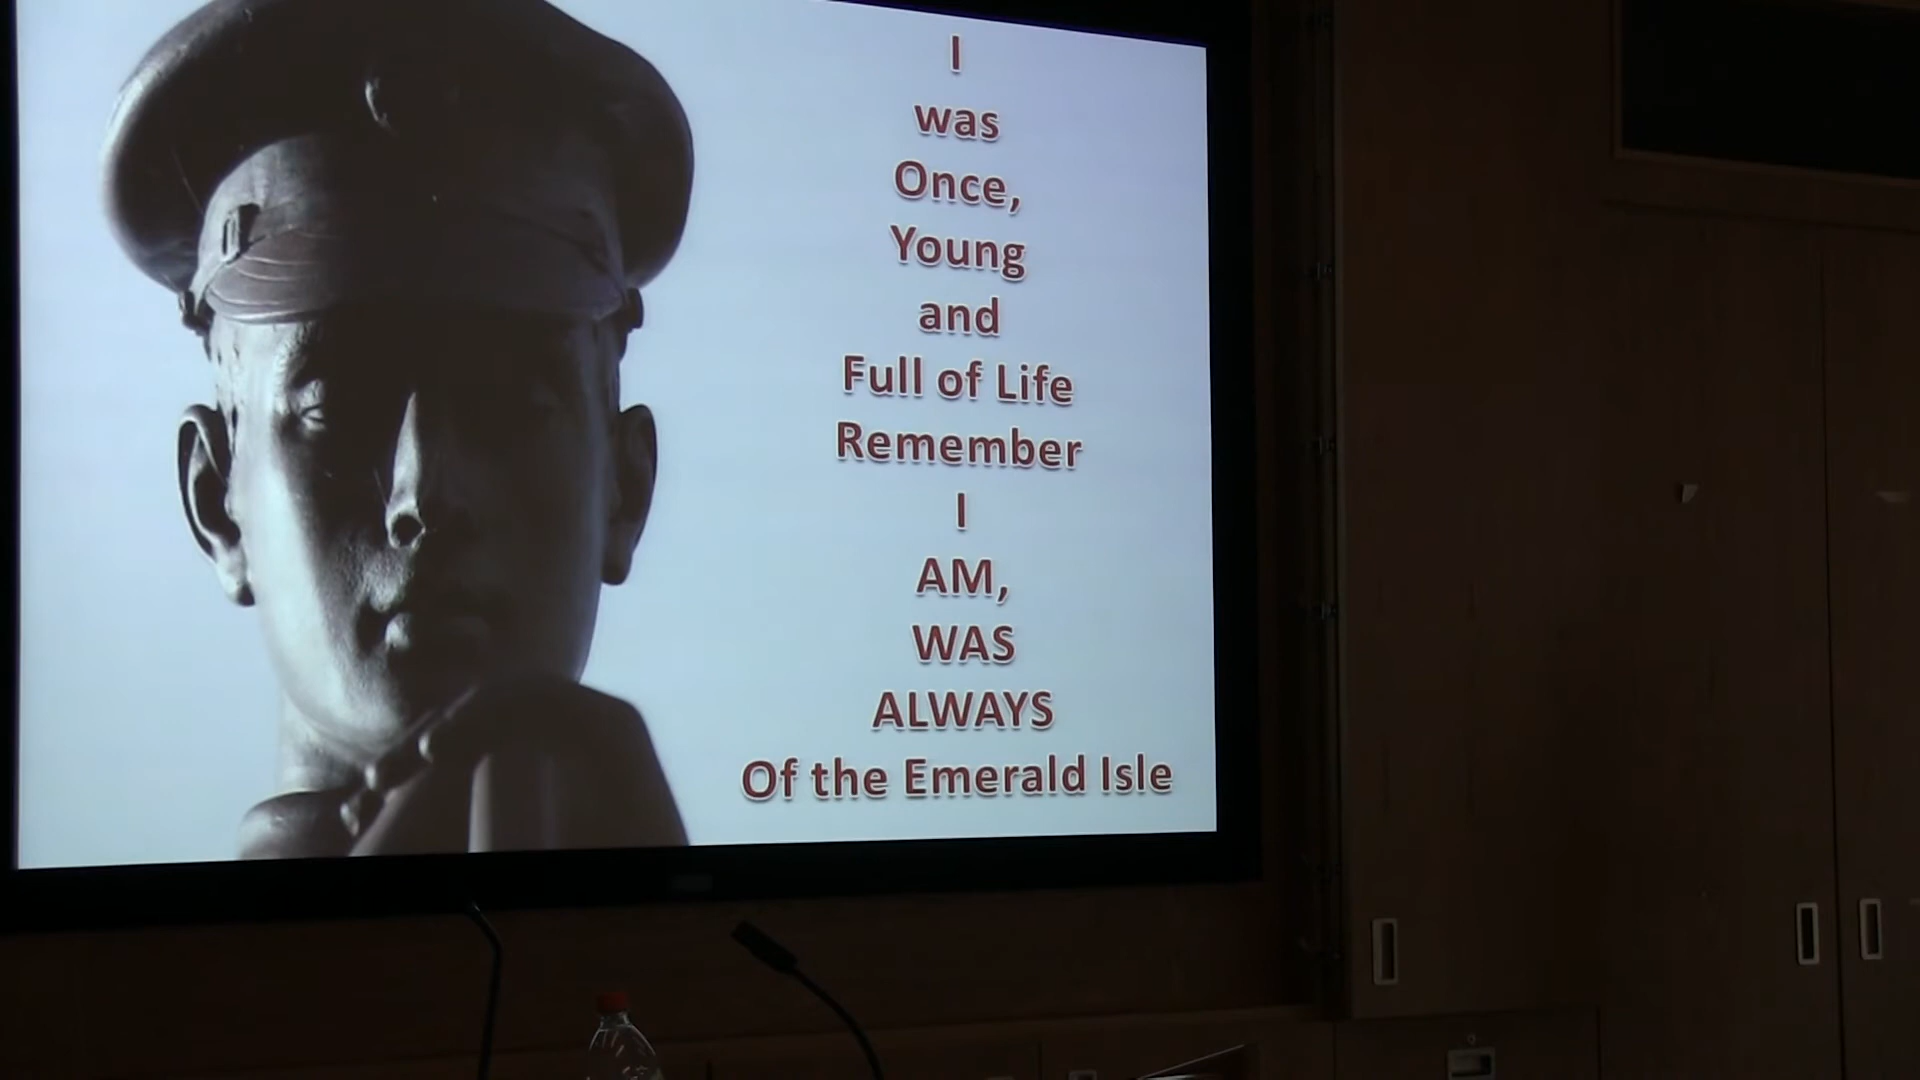 I
was
Once,
Young
and
Full of Life
Remember
I
AM,
WAS
ALWAYS
Of the Emerald Isle